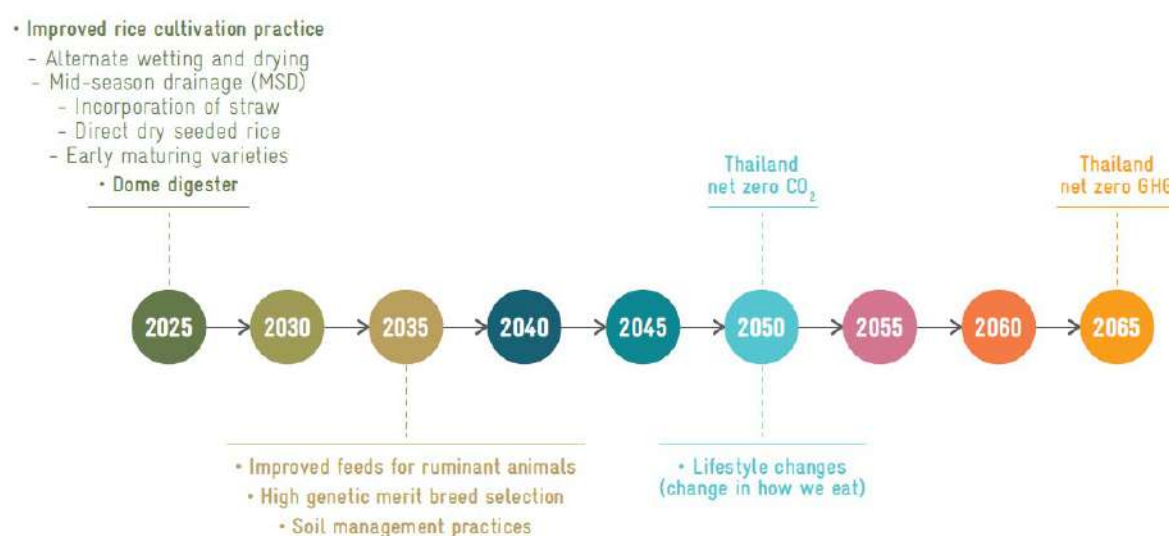 • Improved rice cultivation practice
- Alternate wetting and drying
- Mid-season drainage (MSD)
- Incorporation of straw
- Direct dry seeded rice
- Early maturing varieties
• Dome digester
Thailand
net zero CO₂
Thailand
net zero GHG
2025
2030
2035
2040
2045
2050
2055
2060
2065
• Improved feeds for ruminant animals
• High genetic merit breed selection
• Soil management practices
• Lifestyle changes
(change in how we eat)